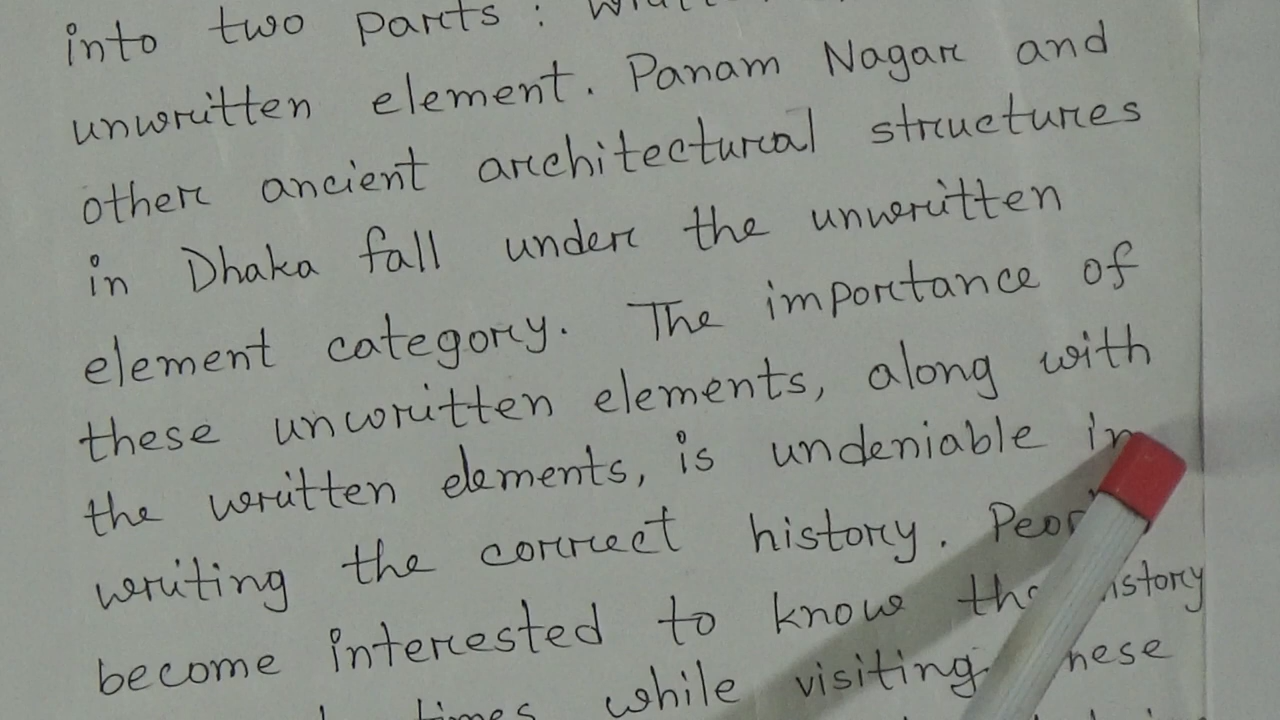 into two parts :
unwritten element. Panam Nagar and
other ancient architectural structures
in Dhaka fall under the unwritten
element category. The importance of
these unwritten elements, along with
the written elements, is undeniable in
writing the correct history.
become interested to know the
times while visiting